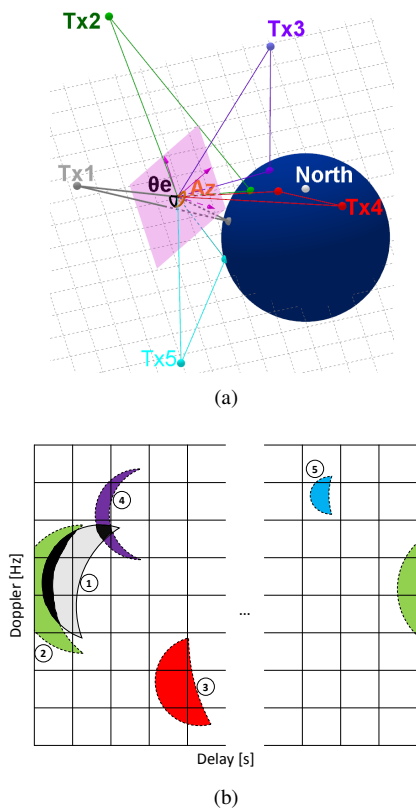 Tx2
Tx3
Tx1
θe
Az
North
Tx4
Tx5
(a)
5
4
1
2
3
...
Doppler [Hz]
Delay [s]
(b)